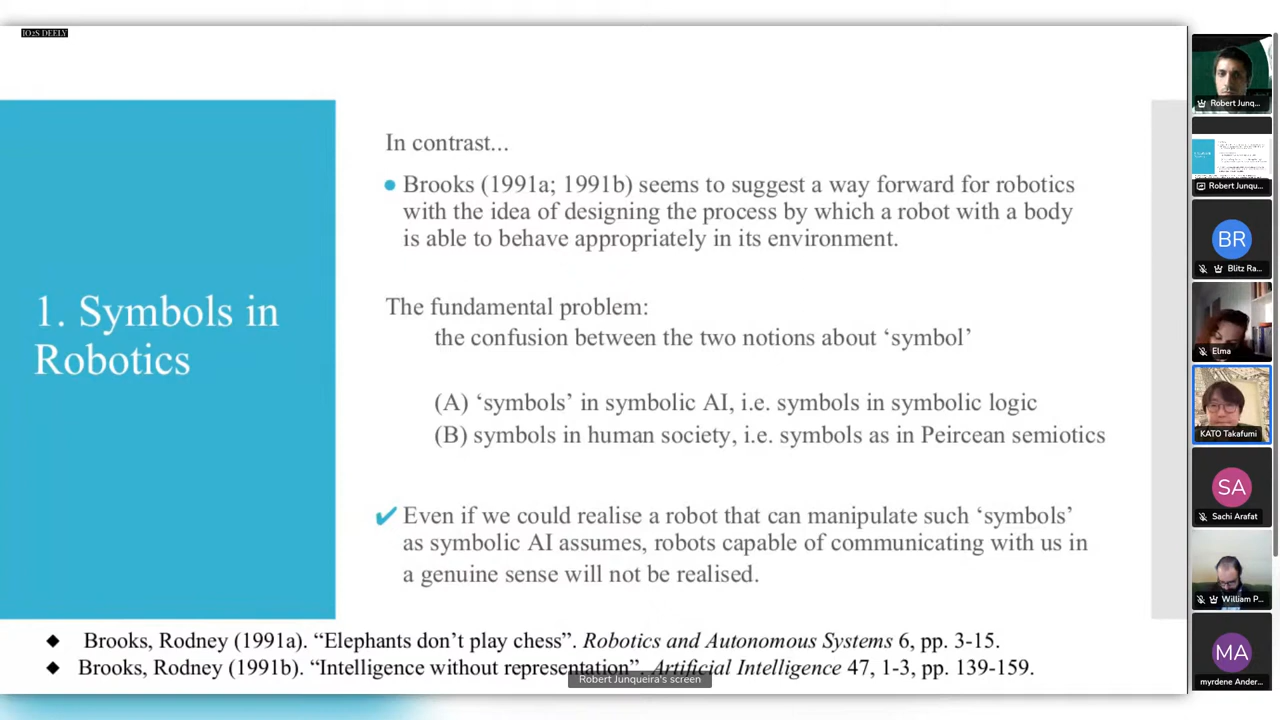 IO2S DEELY
In contrast...
● Brooks (1991a; 1991b) seems to suggest a way forward for robotics
with the idea of designing the process by which a robot with a body
is able to behave appropriately in its environment.
The fundamental problem:
the confusion between the two notions about ‘symbol’
1. Symbols in
Robotics
(A) ‘symbols’ in symbolic AI, i.e. symbols in symbolic logic
(B) symbols in human society, i.e. symbols as in Peircean semiotics
✔ Even if we could realise a robot that can manipulate such ‘symbols’
as symbolic AI assumes, robots capable of communicating with us in
a genuine sense will not be realised.
◆ Brooks, Rodney (1991a). “Elephants don’t play chess”. Robotics and Autonomous Systems 6, pp. 3-15.
◆ Brooks, Rodney (1991b). “Intelligence without representation”. Artificial Intelligence 47, 1-3, pp. 139-159.
Robert Junqueira's screen
Robert Junq...
Robert Junqu...
BR
Blitz Ra...
Elma
KATO Takafumi
SA
Sachi Arafat
William P...
MA
myrdene Ander...